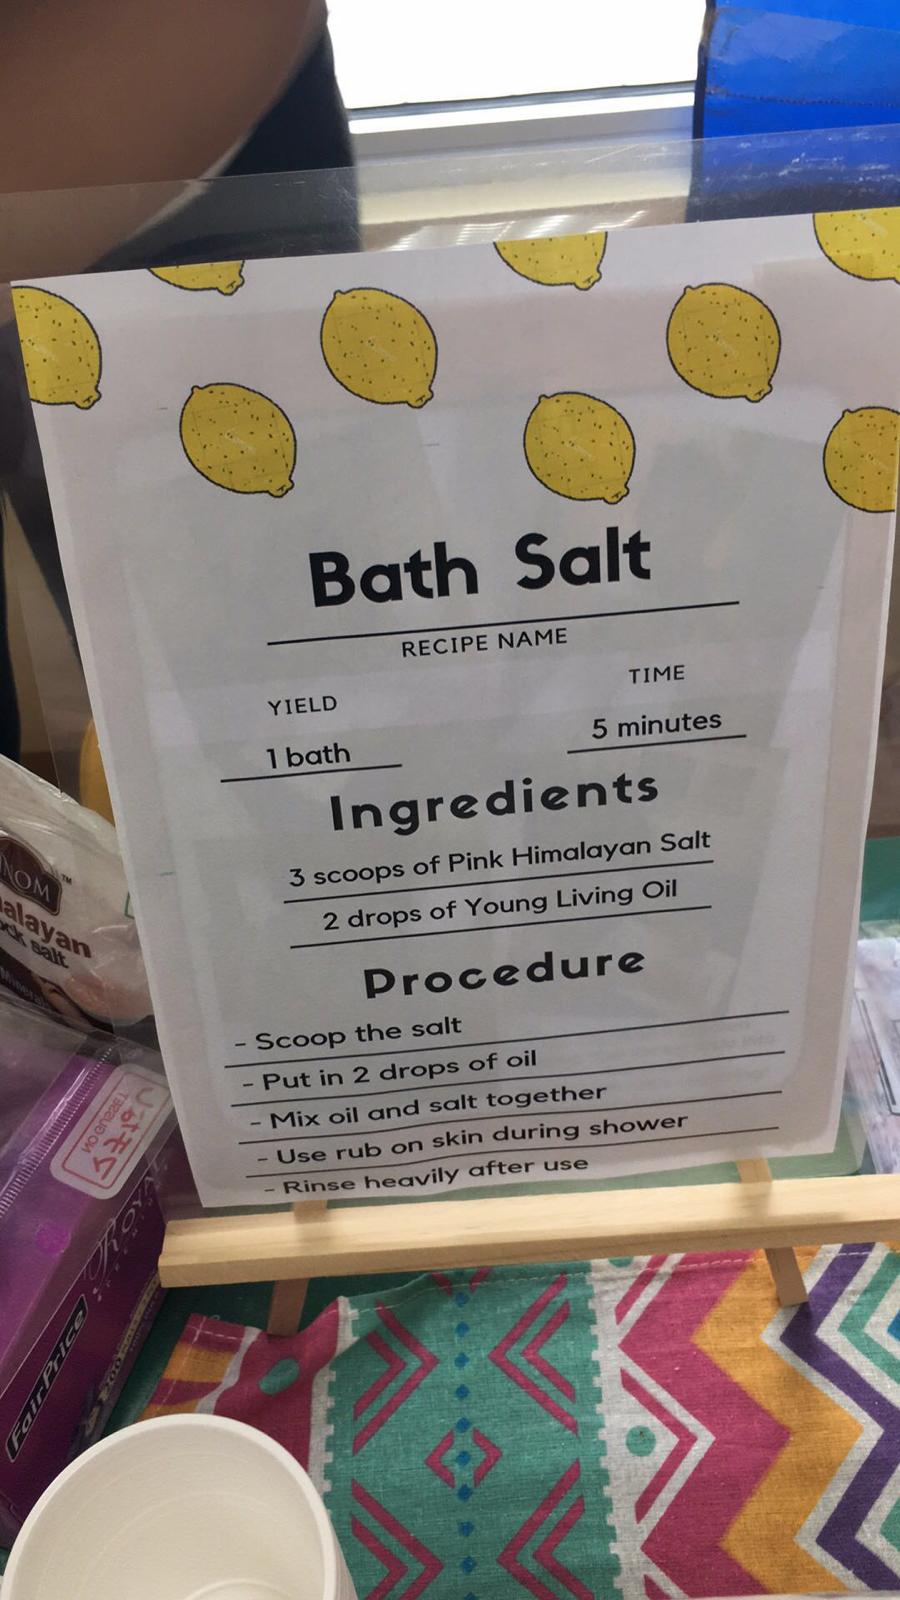 Bath Salt
RECIPE NAME
YIELD
TIME
1 bath
5 minutes
Ingredients
3 scoops of Pink Himalayan Salt
2 drops of Young Living Oil
Procedure
- Scoop the salt
- Put in 2 drops of oil
- Mix oil and salt together
- Use rub on skin during shower
- Rinse heavily after use
rock salt
FairPrice